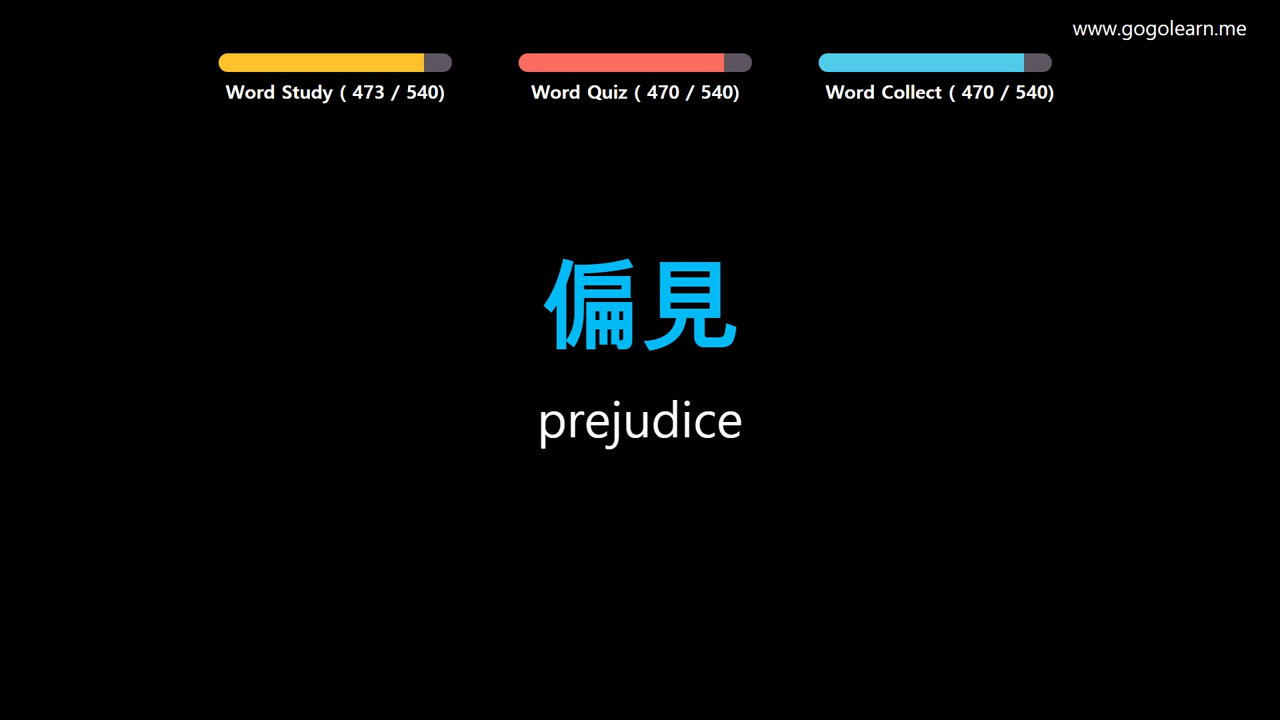 www.gogolearn.me
Word Study ( 473 / 540)
Word Quiz ( 470 / 540)
Word Collect ( 470 / 540)
偏見
prejudice